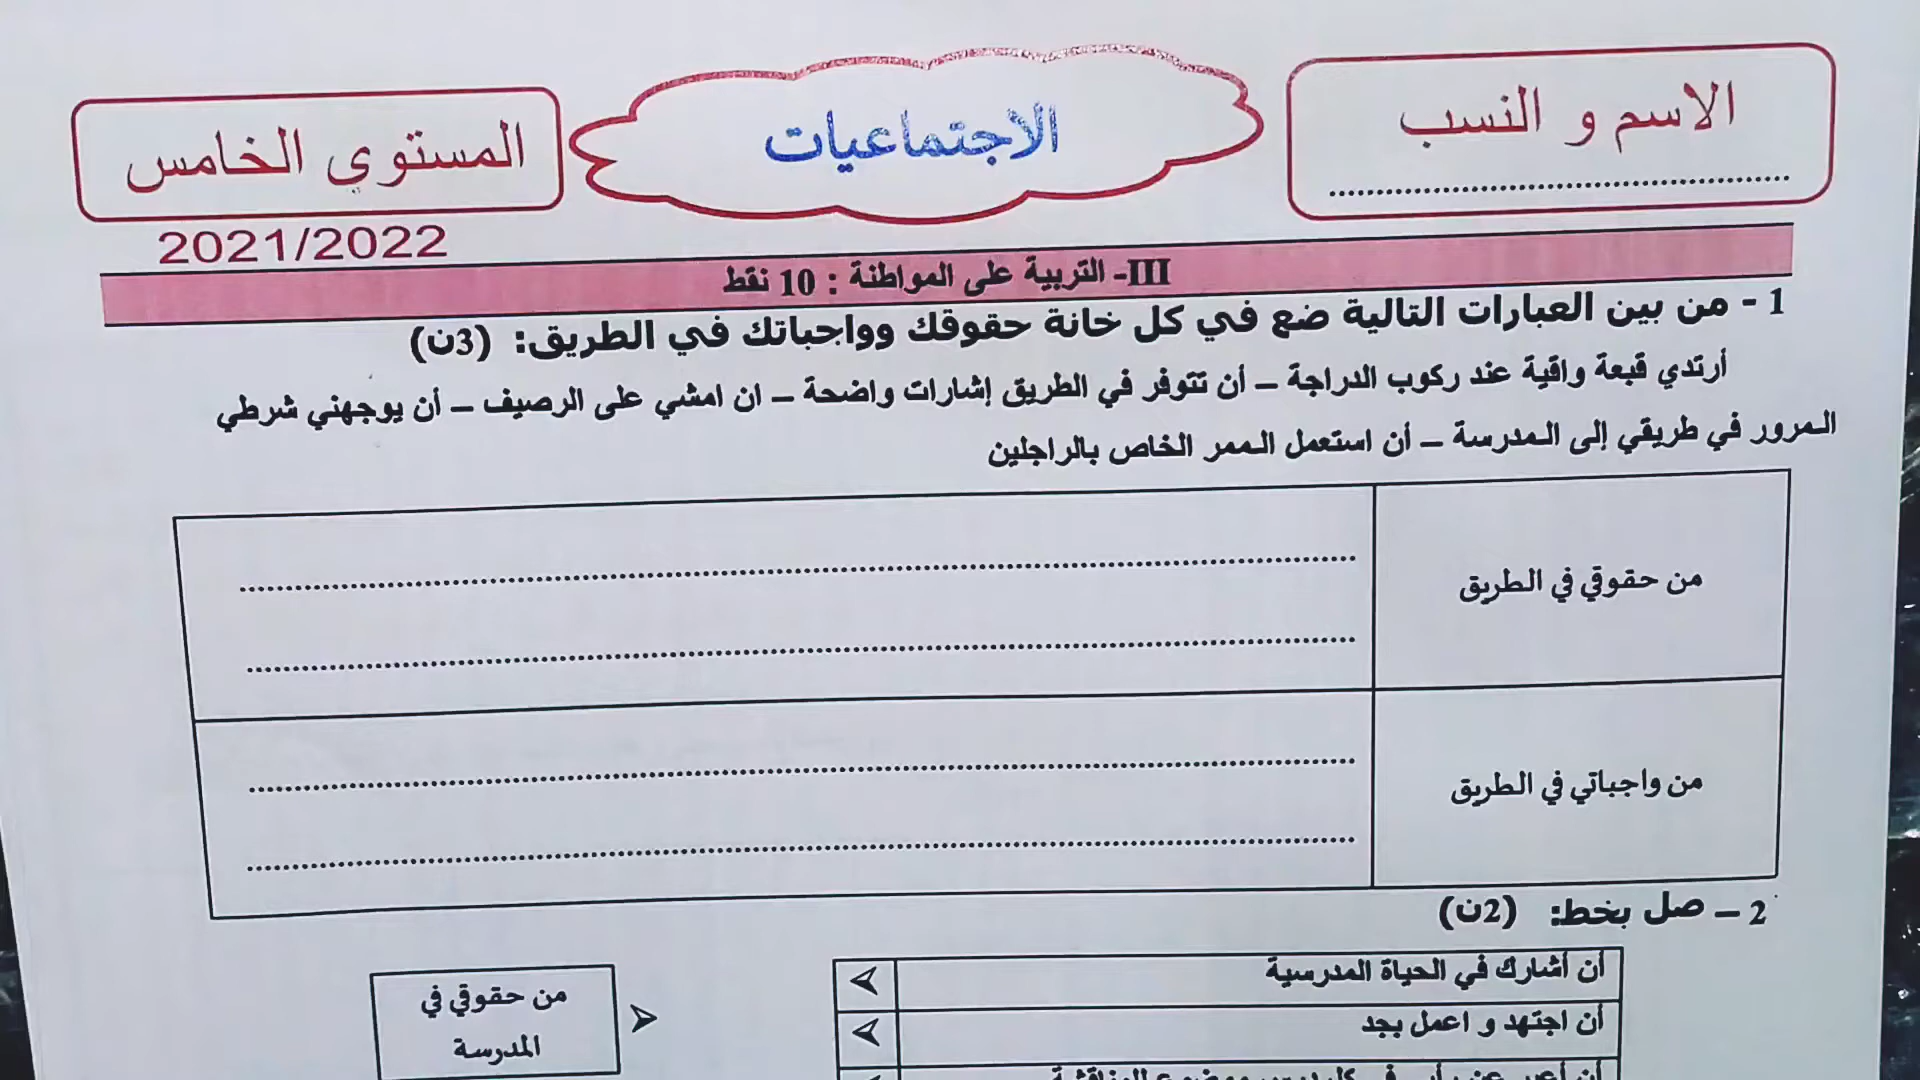 الاسم و النسب
................................
الاجتماعيات
المستوي الخامس
2021/2022
III- التربية على المواطنة : 10 نقط
1 - من بين العبارات التالية ضع في كل خانة حقوقك وواجباتك في الطريق: (3ن)
أرتدي قبعة واقية عند ركوب الدراجة – أن تتوفر في الطريق إشارات واضحة – ان امشي على الرصيف – أن يوجهني شرطي
المرور في طريقي إلى المدرسة – أن استعمل الممر الخاص بالراجلين
من حقوقي في الطريق
من واجباتي في الطريق
2 – صل بخط: (2ن)
أن أشارك في الحياة المدرسية
أن اجتهد و اعمل بجد
من حقوقي في
المدرسة